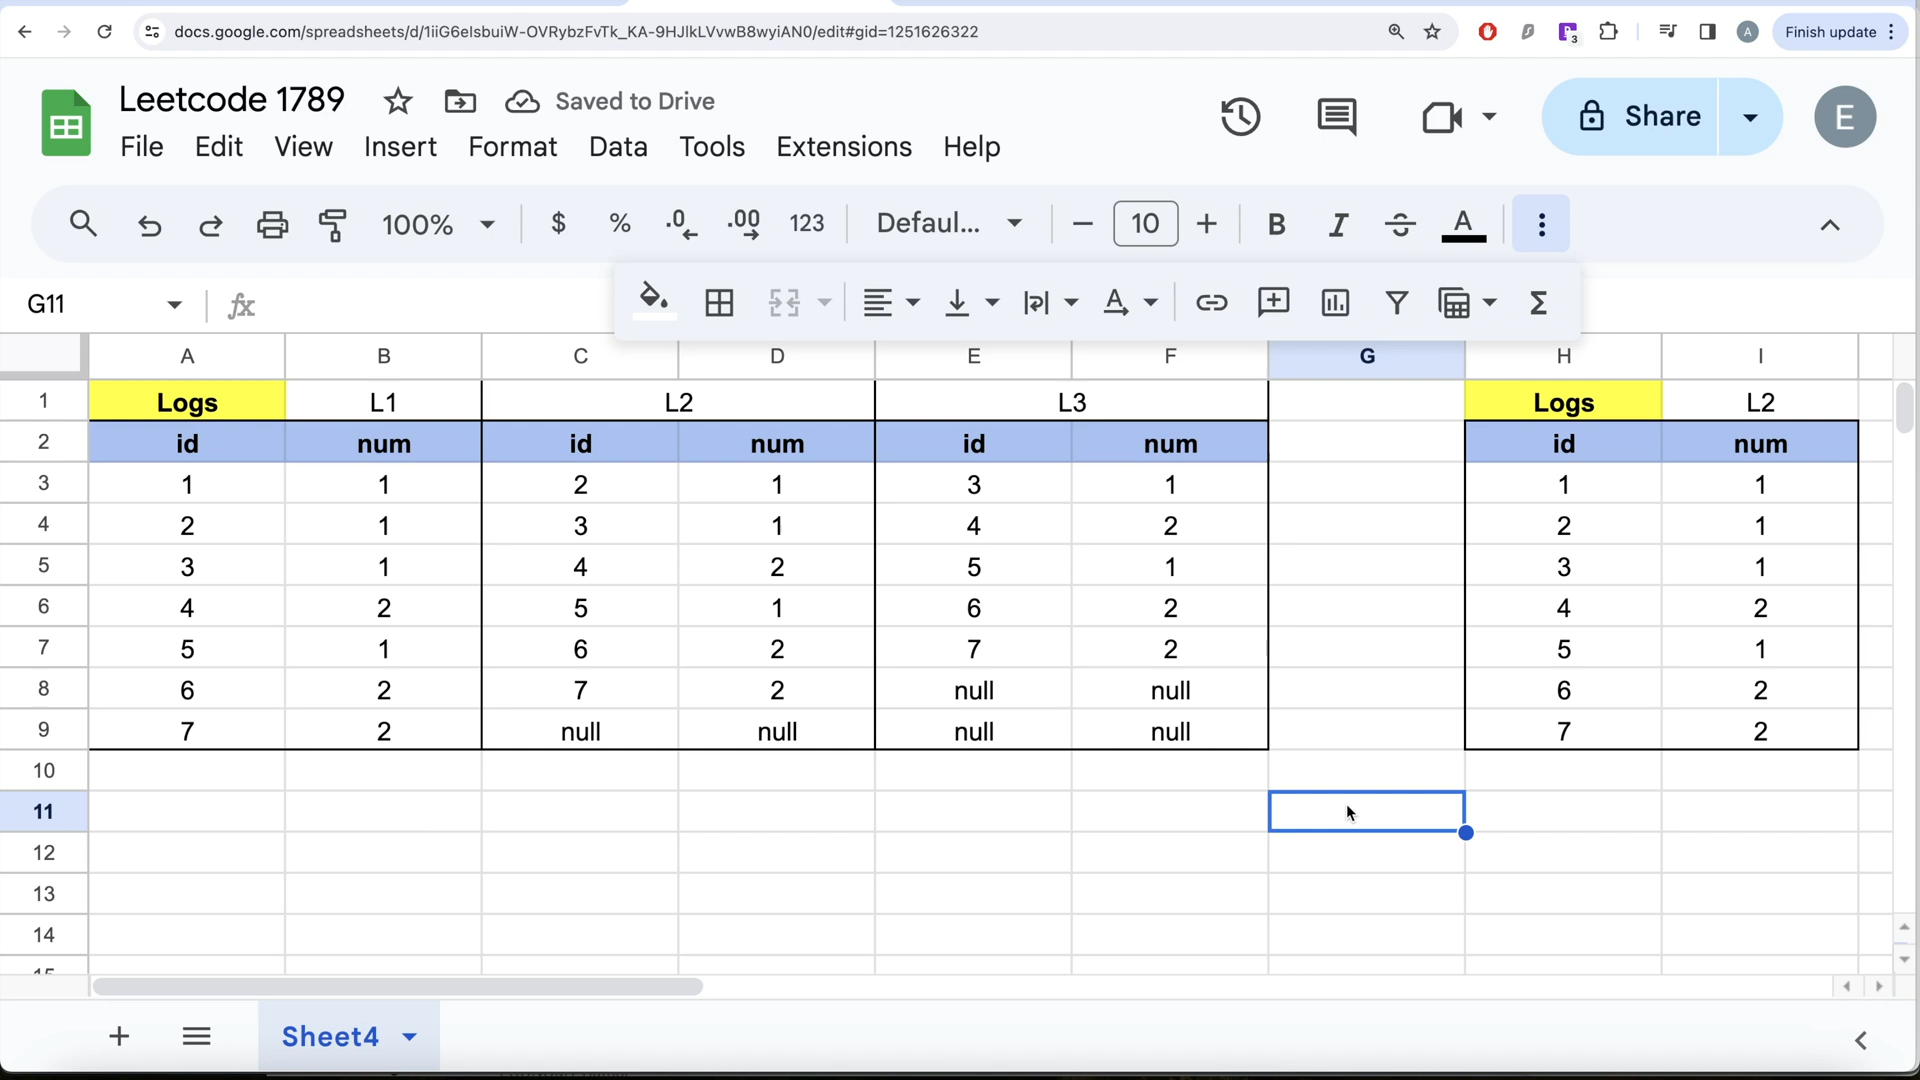 docs.google.com/spreadsheets/d/1iiG6eIsbuiW-OVRybzFvTk_KA-9HJlkLVvwB8wyiAN0/edit#gid=1251626322
3
A
Finish update
Leetcode 1789
Saved to Drive
Share
E
File Edit View Insert Format Data Tools Extensions Help
100% $ % .0 .00 123 Defaul... 10 B I S A
G11 fx A Σ
A B C D E F G H I
1 Logs L1 L2 L3 Logs L2
2 id num id num id num id num
3 1 1 2 1 3 1 1 1
4 2 1 3 1 4 2 2 1
5 3 1 4 2 5 1 3 1
6 4 2 5 1 6 2 4 2
7 5 1 6 2 7 2 5 1
8 6 2 7 2 null null 6 2
9 7 2 null null null null 7 2
10
11
12
13
14
15
Sheet4